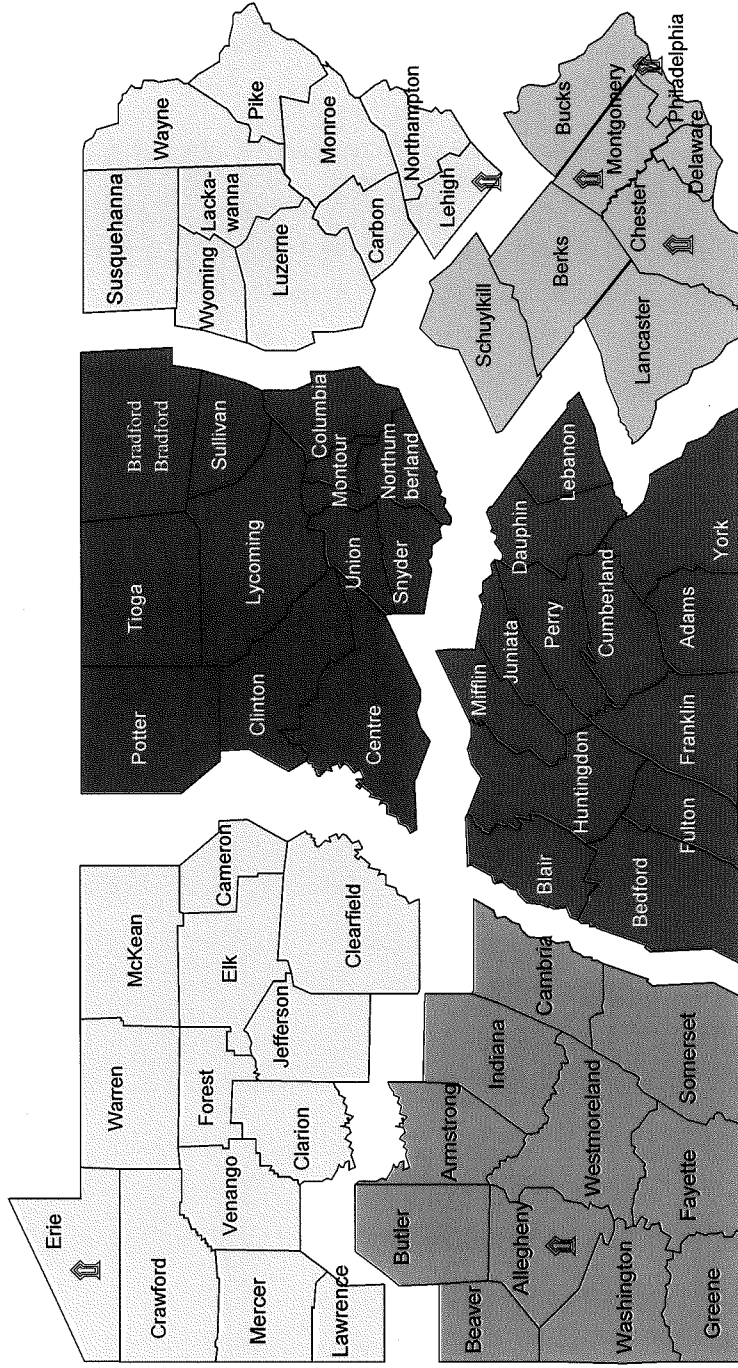 Erie
Crawford
Mercer
Lawrence
Warren
Forest
Venango
Clarion
McKean
Elk
Cameron
Jefferson
Clearfield
Potter
Tioga
Bradford
Bradford
Clinton
Lycoming
Sullivan
Centre
Union
Snyder
Montour
Columbia
Northum
berland
Susquehanna
Wayne
Wyoming
Lacka-
wanna
Luzerne
Pike
Monroe
Carbon
Northampton
Lehigh
Beaver
Butler
Armstrong
Indiana
Cambria
Allegheny
Westmoreland
Washington
Greene
Fayette
Somerset
Blair
Huntingdon
Mifflin
Juniata
Perry
Dauphin
Lebanon
Cumberland
Bedford
Fulton
Franklin
Adams
York
Schuylkill
Berks
Lancaster
Chester
Bucks
Montgomery
Delaware
Philadelphia